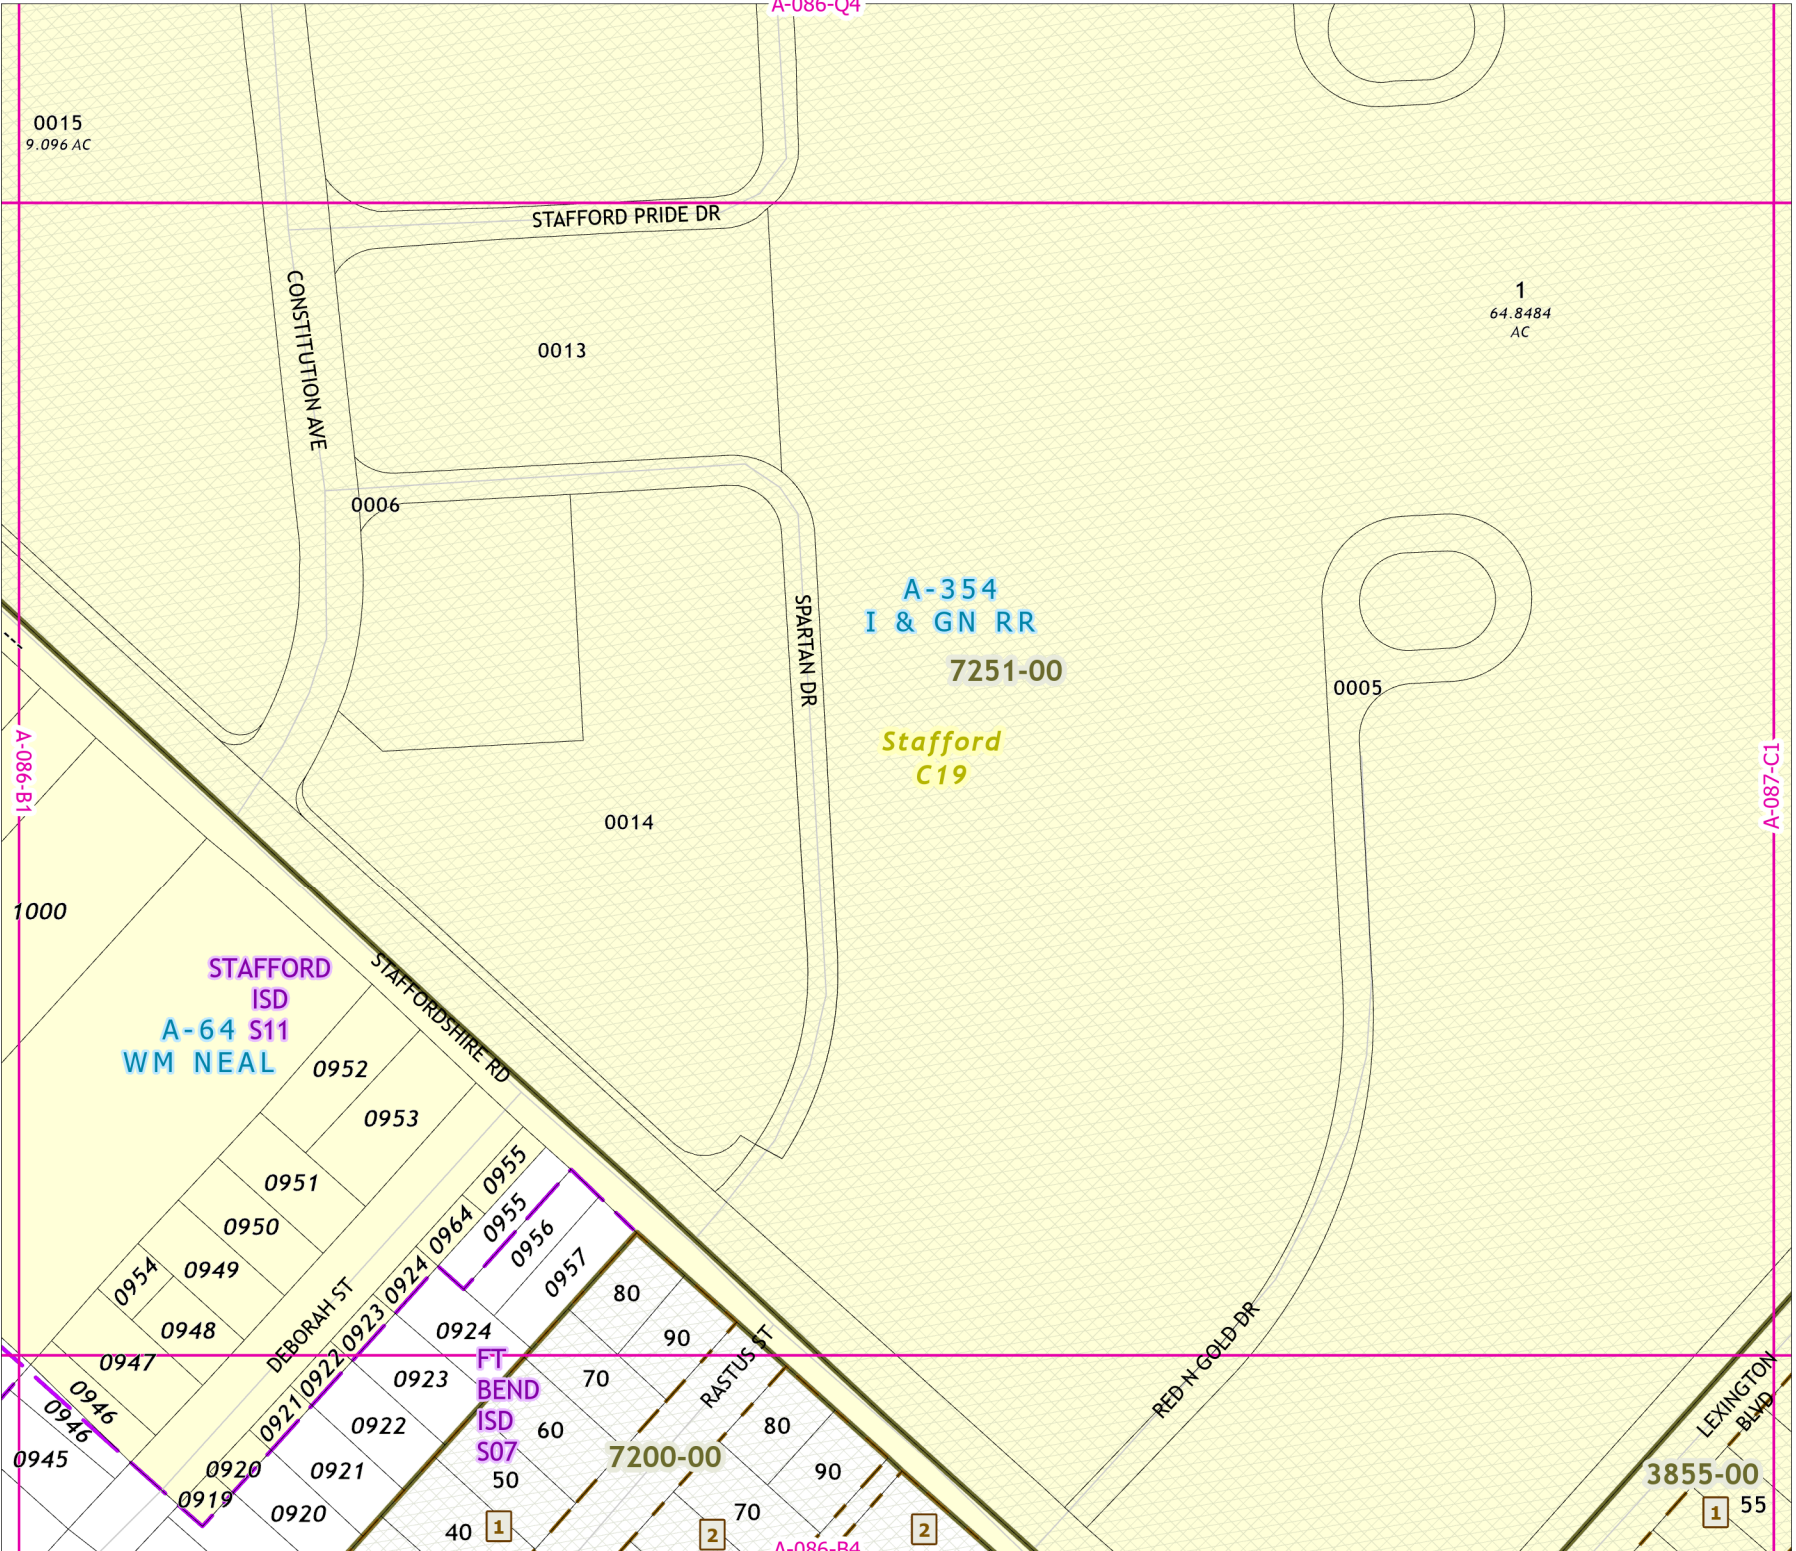 A-086-Q4
0015
9.096 AC
STAFFORD PRIDE DR
CONSTITUTION AVE
1
64.8484
AC
0013
0006
A-354
I & GN RR
SPARTAN DR
7251-00
0005
Stafford
C19
A-086-B1
A-087-C1
0014
1000
STAFFORD
ISD
A-64 S11
WM NEAL
STAFFORDSHIRE RD
0952
0953
0955
0951
0955
0964
0956
0950
0949
0954
0924
0957
80
0948
DEBORAH ST
0923
0924
90
RASTUS ST
RED N GOLD DR
0947
0922
FT
BEND
ISD
S07
0923
70
LEXINGTON
BLVD
0946
0946
0921
0922
60
80
0945
0920
0921
7200-00
90
3855-00
50
0919
0920
70
55
40
1
2
2
1
A-086-B4